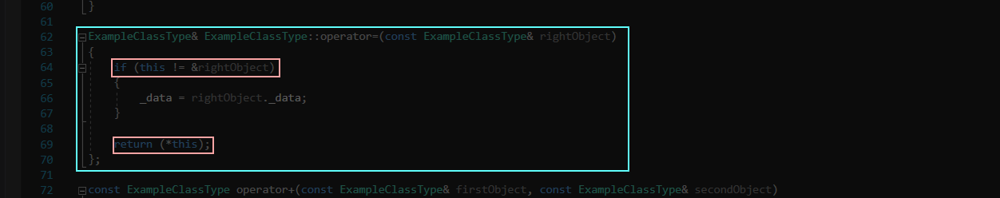 60 }
61
62 ExampleClassType& ExampleClassType::operator=(const ExampleClassType& rightObject)
63 {
64 if (this != &rightObject)
65 {
66 _data = rightObject._data;
67 }
68
69 return (*this);
70 };
71
72 const ExampleClassType operator+(const ExampleClassType& firstObject, const ExampleClassType& secondObject)